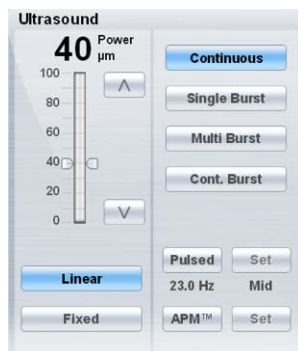 Ultrasound
40 Power
µm
100
80
60
40
20
0
Linear
Fixed
Continuous
Single Burst
Multi Burst
Cont. Burst
Pulsed Set
23.0 Hz Mid
APM™ Set